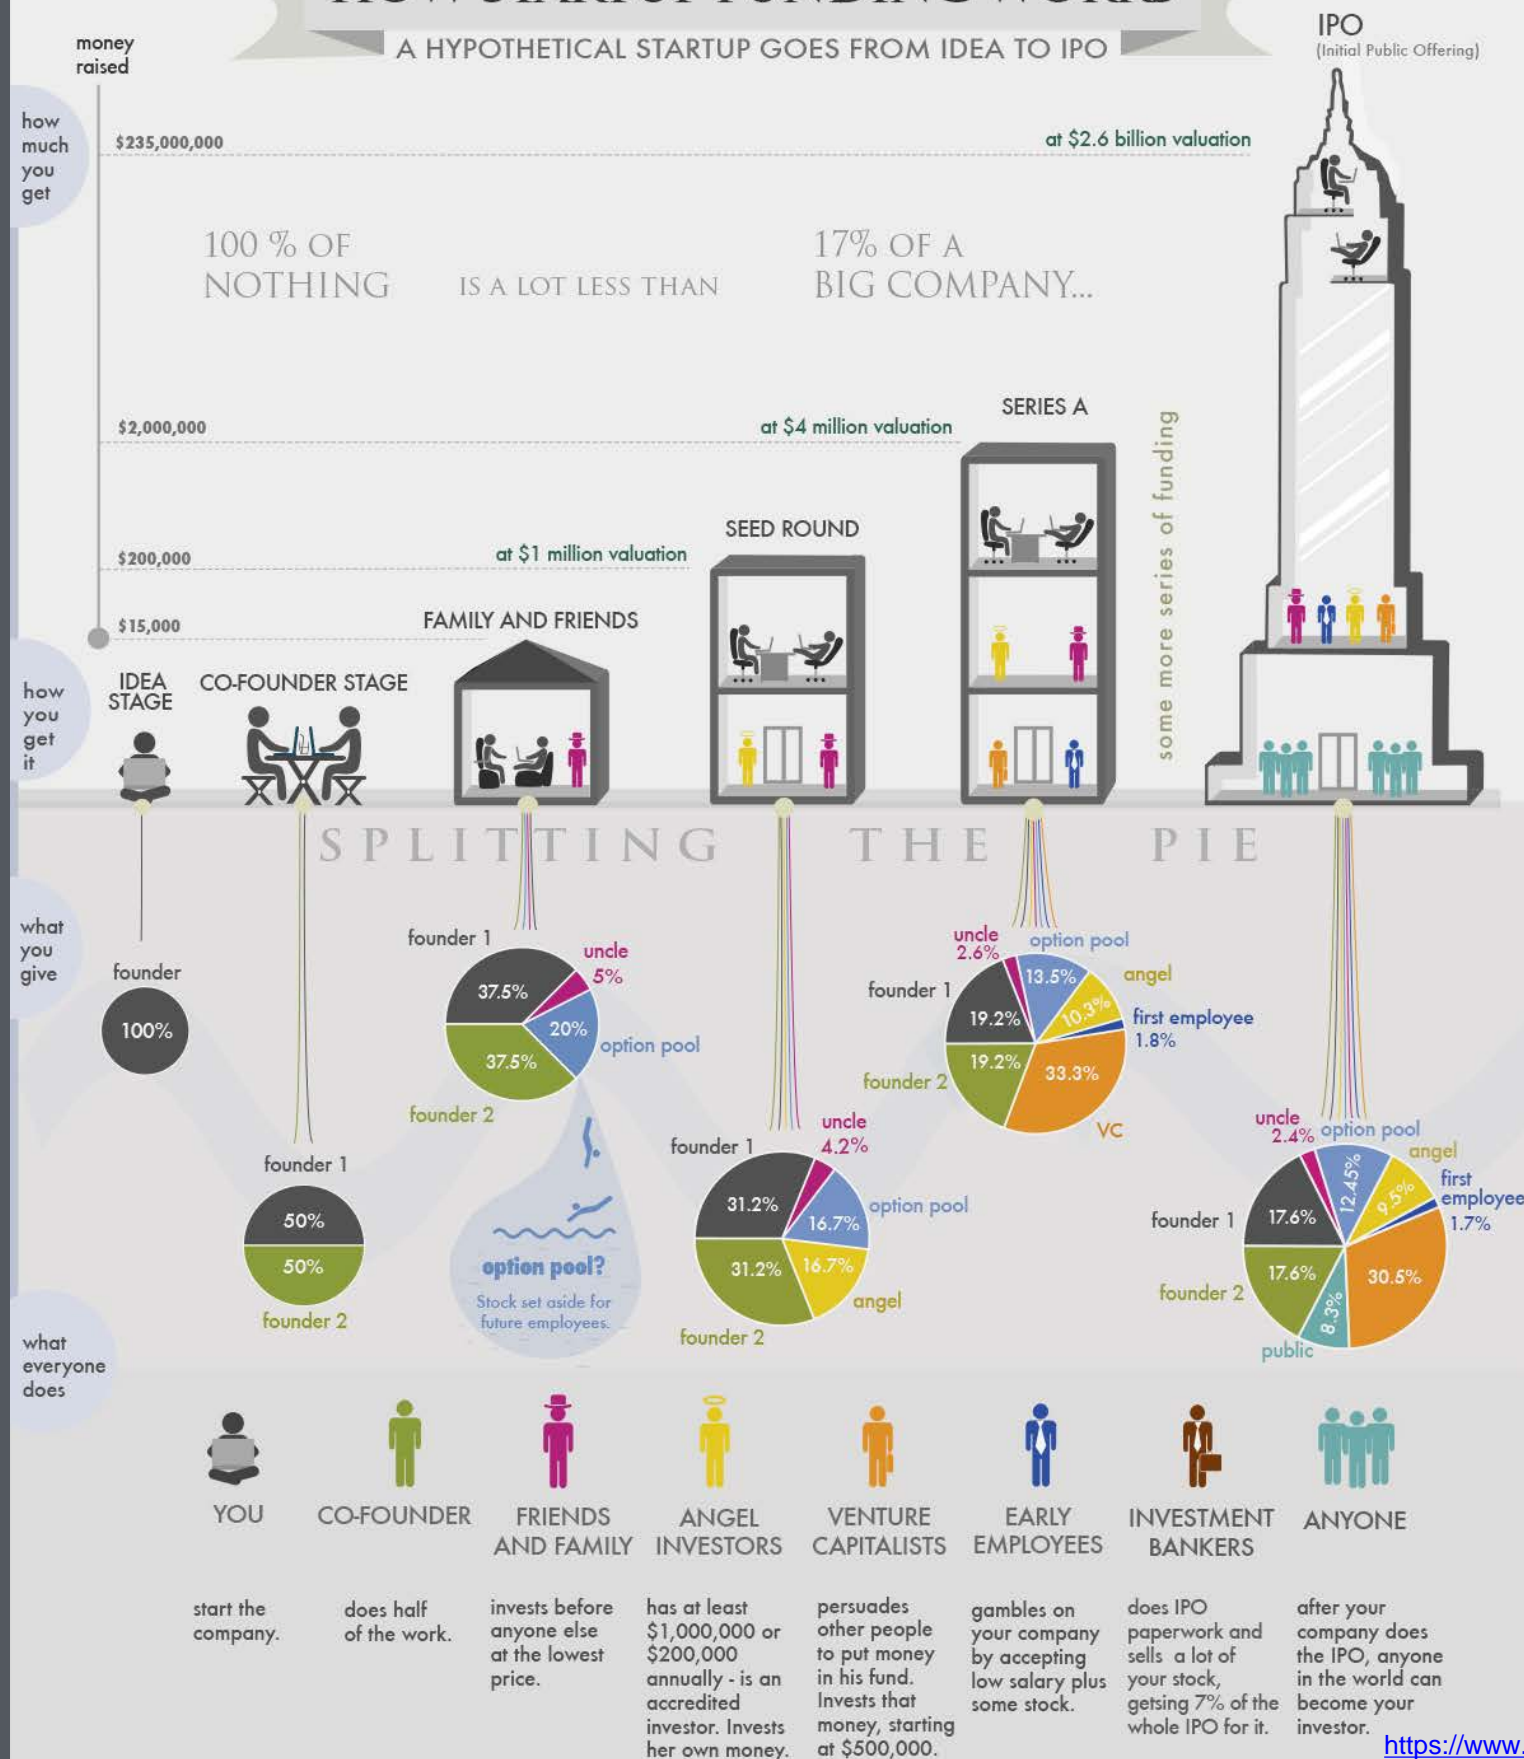 HOW STARTUP FUNDING WORKS
A HYPOTHETICAL STARTUP GOES FROM IDEA TO IPO
IPO
(Initial Public Offering)
money
raised
how
much
you
get
$235,000,000
at $2.6 billion valuation
100 % OF
NOTHING
IS A LOT LESS THAN
17% OF A
BIG COMPANY...
$2,000,000
at $4 million valuation
SERIES A
some more series of funding
SEED ROUND
$200,000
at $1 million valuation
$15,000
FAMILY AND FRIENDS
how
you
get
it
IDEA
STAGE
CO-FOUNDER STAGE
SPLITTING THE PIE
what
you
give
founder
100%
founder 1
50%
50%
founder 2
founder 1
37.5%
uncle
5%
20%
option pool
37.5%
founder 2
option pool?
Stock set aside for
future employees.
founder 1
31.2%
uncle
4.2%
option pool
16.7%
31.2%
16.7%
angel
founder 2
uncle
2.6%
option pool
13.5%
angel
10.3%
founder 1
19.2%
first employee
1.8%
19.2%
founder 2
33.3%
VC
uncle
2.4%
option pool
12.45%
angel
9.5%
first
employee
1.7%
founder 1
17.6%
17.6%
founder 2
30.5%
8.3%
public
what
everyone
does
YOU
start the
company.
CO-FOUNDER
does half
of the work.
FRIENDS
AND FAMILY
invests before
anyone else
at the lowest
price.
ANGEL
INVESTORS
has at least
$1,000,000 or
$200,000
annually - is an
accredited
investor. Invests
her own money.
VENTURE
CAPITALISTS
persuades
other people
to put money
in his fund.
Invests that
money, starting
at $500,000.
EARLY
EMPLOYEES
gambles on
your company
by accepting
low salary plus
some stock.
INVESTMENT
BANKERS
does IPO
paperwork and
sells a lot of
your stock,
getsing 7% of the
whole IPO for it.
ANYONE
after your
company does
the IPO, anyone
in the world can
become your
investor.
https://www.